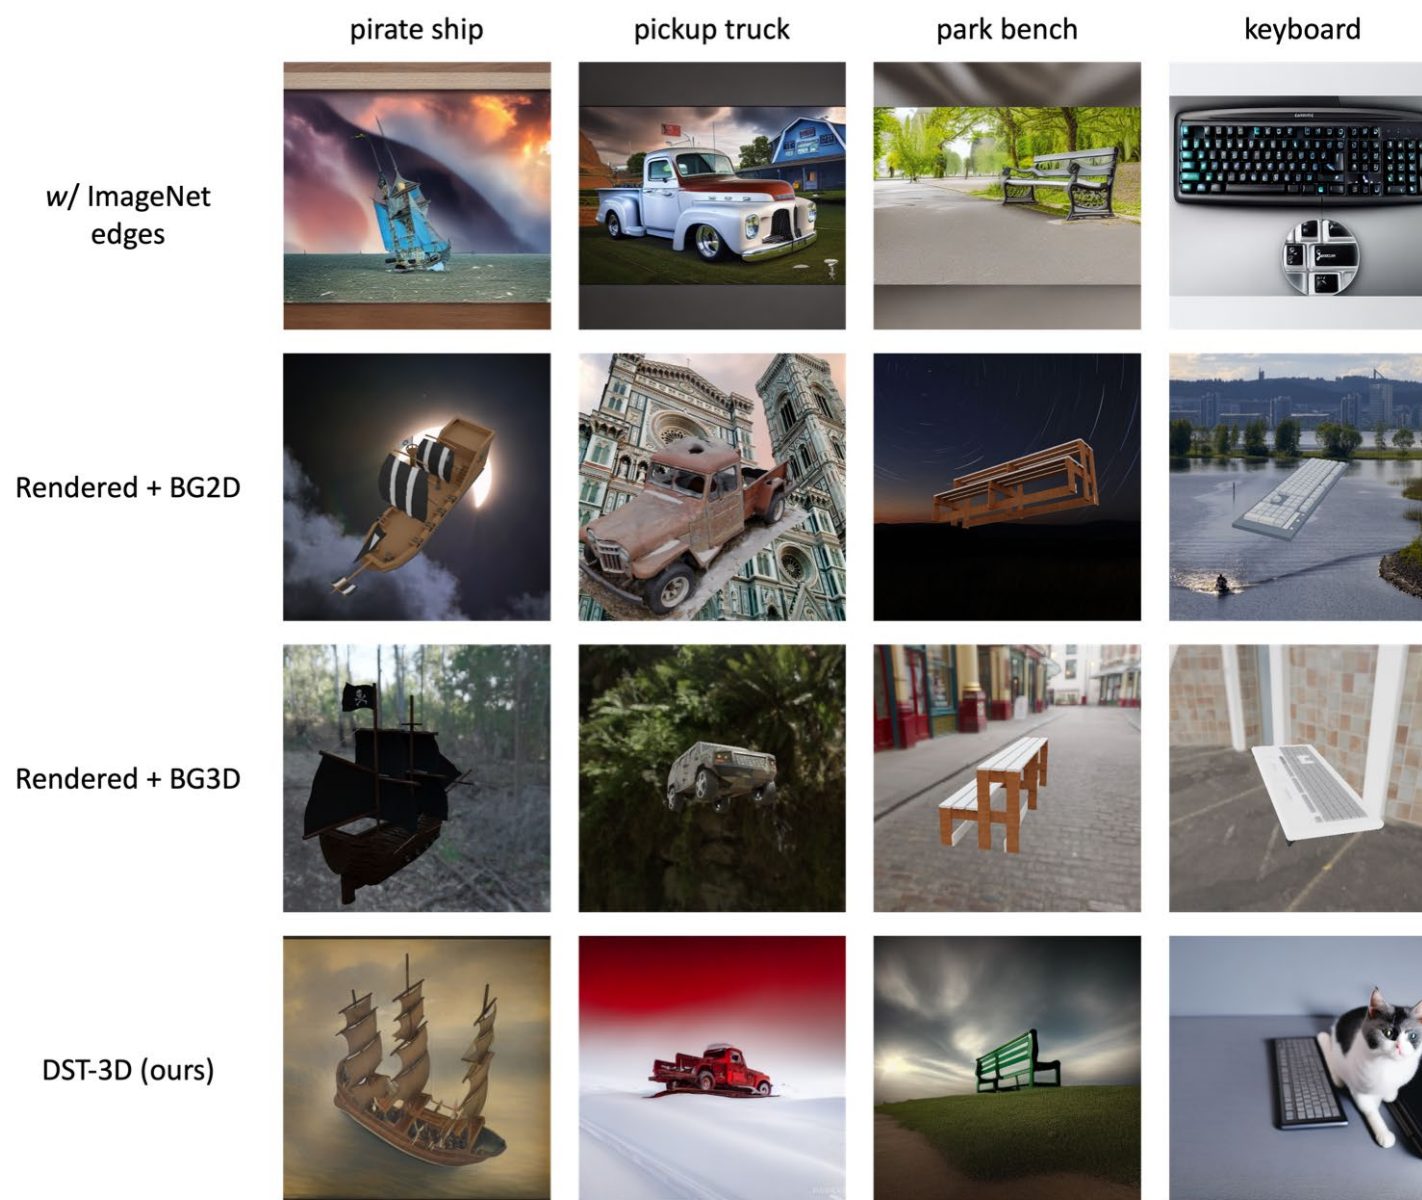 pirate ship pickup truck park bench keyboard
w/ ImageNet
edges
Rendered + BG2D
Rendered + BG3D
DST-3D (ours)